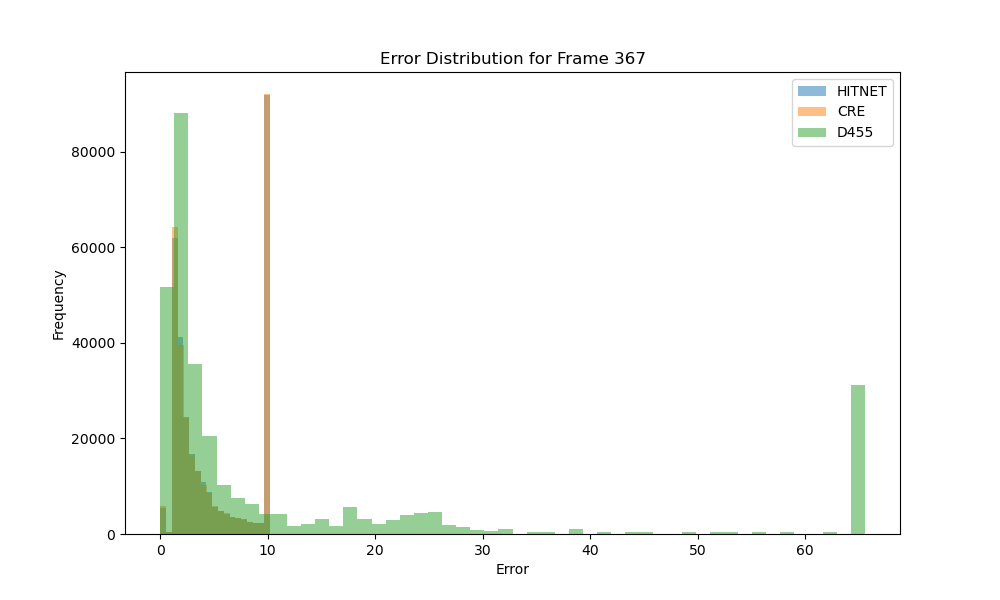 Error Distribution for Frame 367
HITNET
CRE
D455
80000
60000
40000
20000
0
Frequency
0 10 20 30 40 50 60
Error